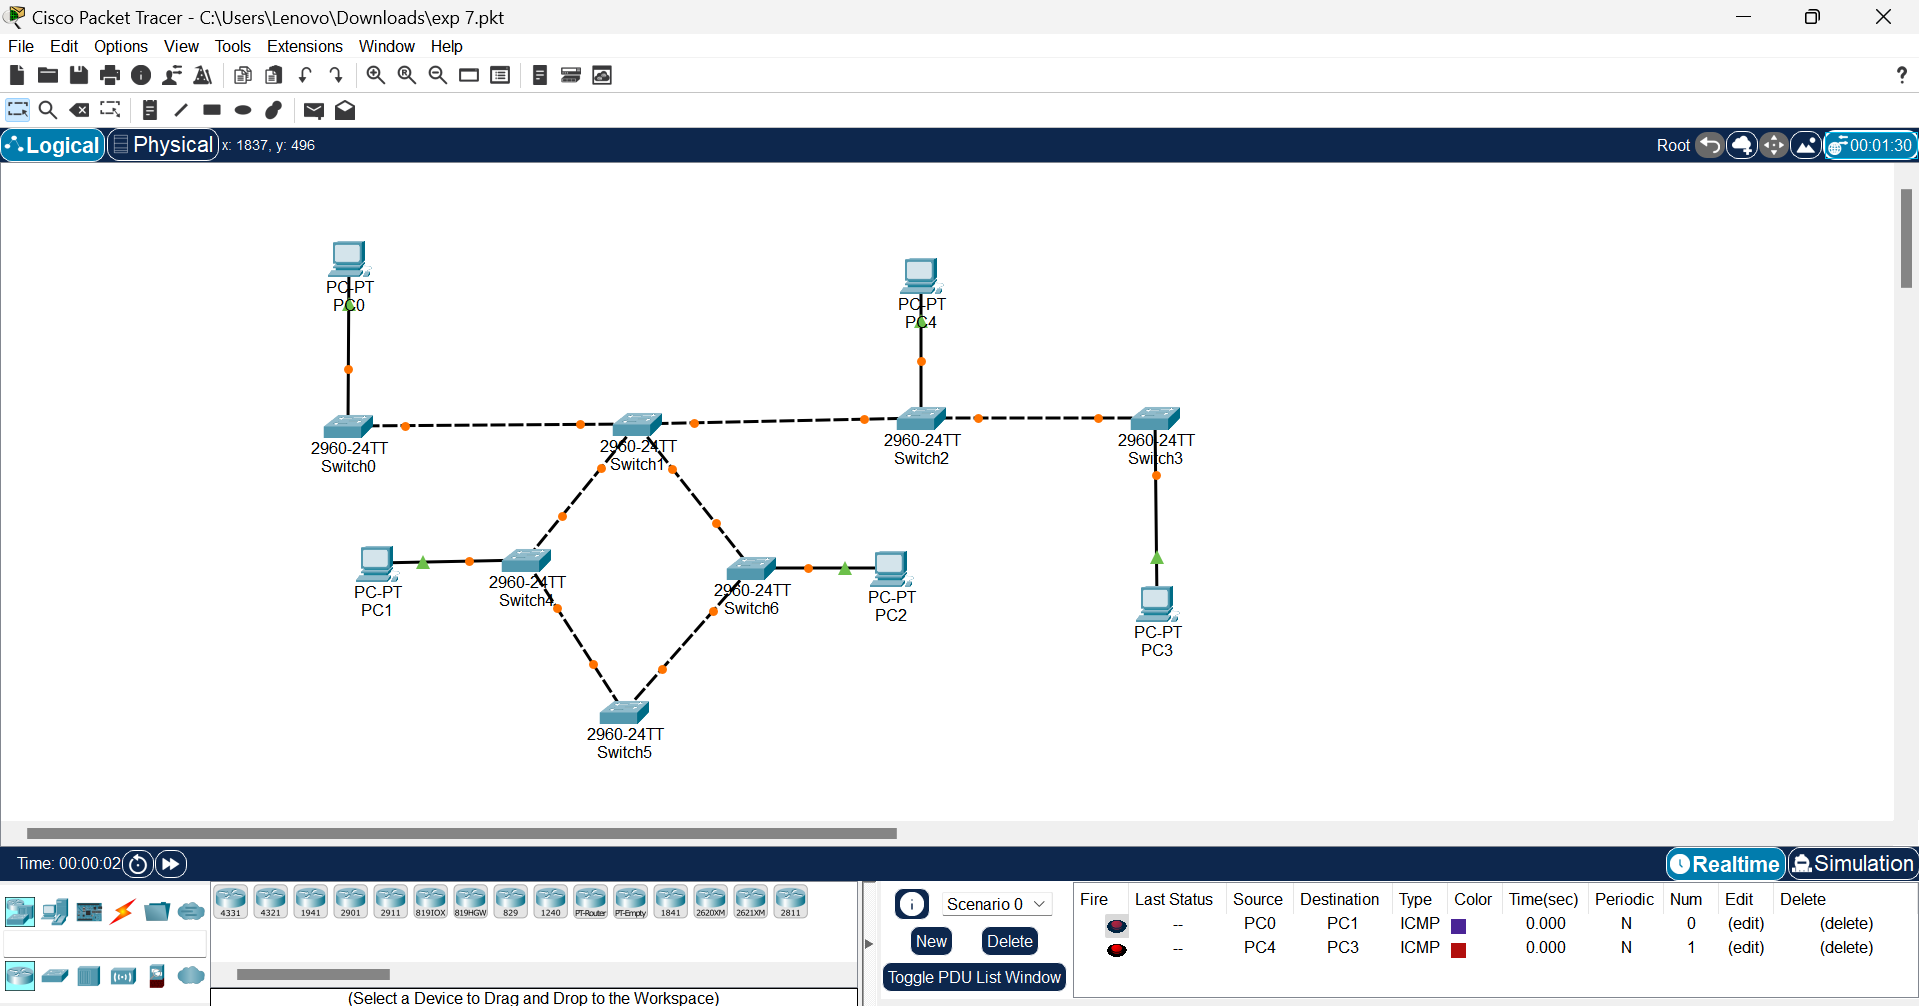 Cisco Packet Tracer - C:\Users\Lenovo\Downloads\exp 7.pkt
File Edit Options View Tools Extensions Window Help
?
Logical Physical x: 1837, y: 496 Root 00:01:30
PC-PT
PC0
PC-PT
PC4
2960-24TT
Switch0
2960-24TT
Switch1
2960-24TT
Switch2
2960-24TT
Switch3
PC-PT
PC1
2960-24TT
Switch4
2960-24TT
Switch6
PC-PT
PC2
PC-PT
PC3
2960-24TT
Switch5
Time: 00:00:02 Realtime Simulation
4331 4321 1941 2901 2911 819IOX 819HGW 829 1240 PT-Router PT-Empty 1841 2620XM 2621XM 2811
(Select a Device to Drag and Drop to the Workspace)
Scenario 0
New Delete
Toggle PDU List Window
Fire Last Status Source Destination Type Color Time(sec) Periodic Num Edit Delete
-- PC0 PC1 ICMP 0.000 N 0 (edit) (delete)
-- PC4 PC3 ICMP 0.000 N 1 (edit) (delete)